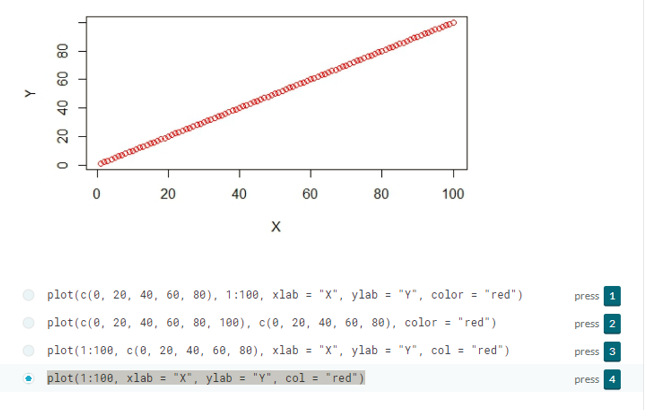 80
60
Y
40
20
0
0 20 40 60 80 100
X
plot(c(0, 20, 40, 60, 80), 1:100, xlab = "X", ylab = "Y", color = "red") press 1
plot(c(0, 20, 40, 60, 80, 100), c(0, 20, 40, 60, 80), color = "red") press 2
plot(1:100, c(0, 20, 40, 60, 80), xlab = "X", ylab = "Y", col = "red") press 3
plot(1:100, xlab = "X", ylab = "Y", col = "red") press 4